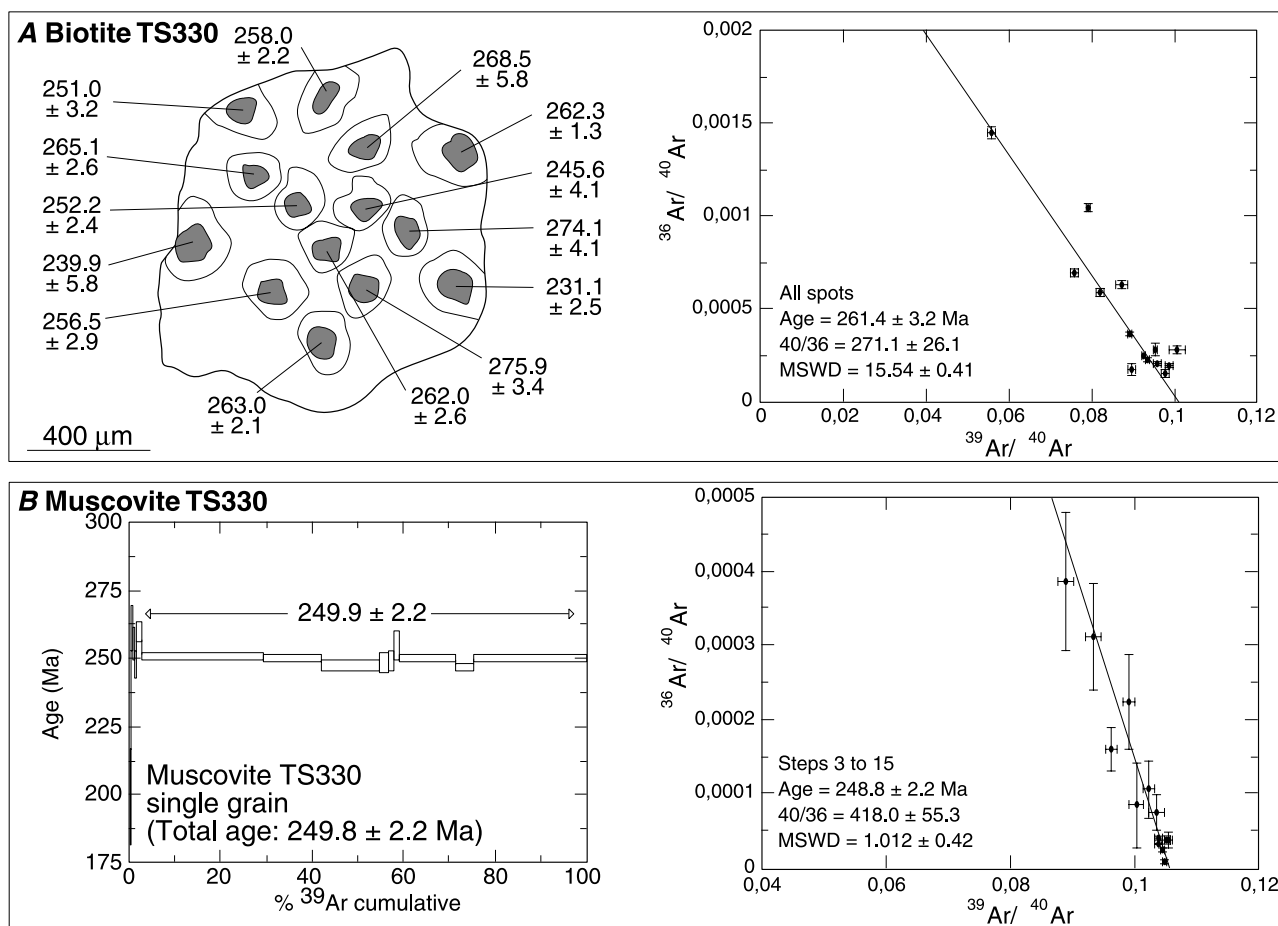 A Biotite TS330
258.0
± 2.2
268.5
± 5.8
251.0
± 3.2
262.3
± 1.3
265.1
± 2.6
245.6
± 4.1
252.2
± 2.4
274.1
± 4.1
239.9
± 5.8
231.1
± 2.5
256.5
± 2.9
275.9
± 3.4
262.0
± 2.6
263.0
± 2.1
400 µm
0,002
0,0015
0,001
0,0005
0
36Ar/ 40Ar
All spots
Age = 261.4 ± 3.2 Ma
40/36 = 271.1 ± 26.1
MSWD = 15.54 ± 0.41
0 0,02 0,04 0,06 0,08 0,1 0,12
39Ar/ 40Ar
B Muscovite TS330
300
275
250
225
200
175
Age (Ma)
249.9 ± 2.2
Muscovite TS330
single grain
(Total age: 249.8 ± 2.2 Ma)
0 20 40 60 80 100
% 39Ar cumulative
0,0005
0,0004
0,0003
0,0002
0,0001
0
36Ar/ 40Ar
Steps 3 to 15
Age = 248.8 ± 2.2 Ma
40/36 = 418.0 ± 55.3
MSWD = 1.012 ± 0.42
0,04 0,06 0,08 0,1 0,12
39Ar/ 40Ar